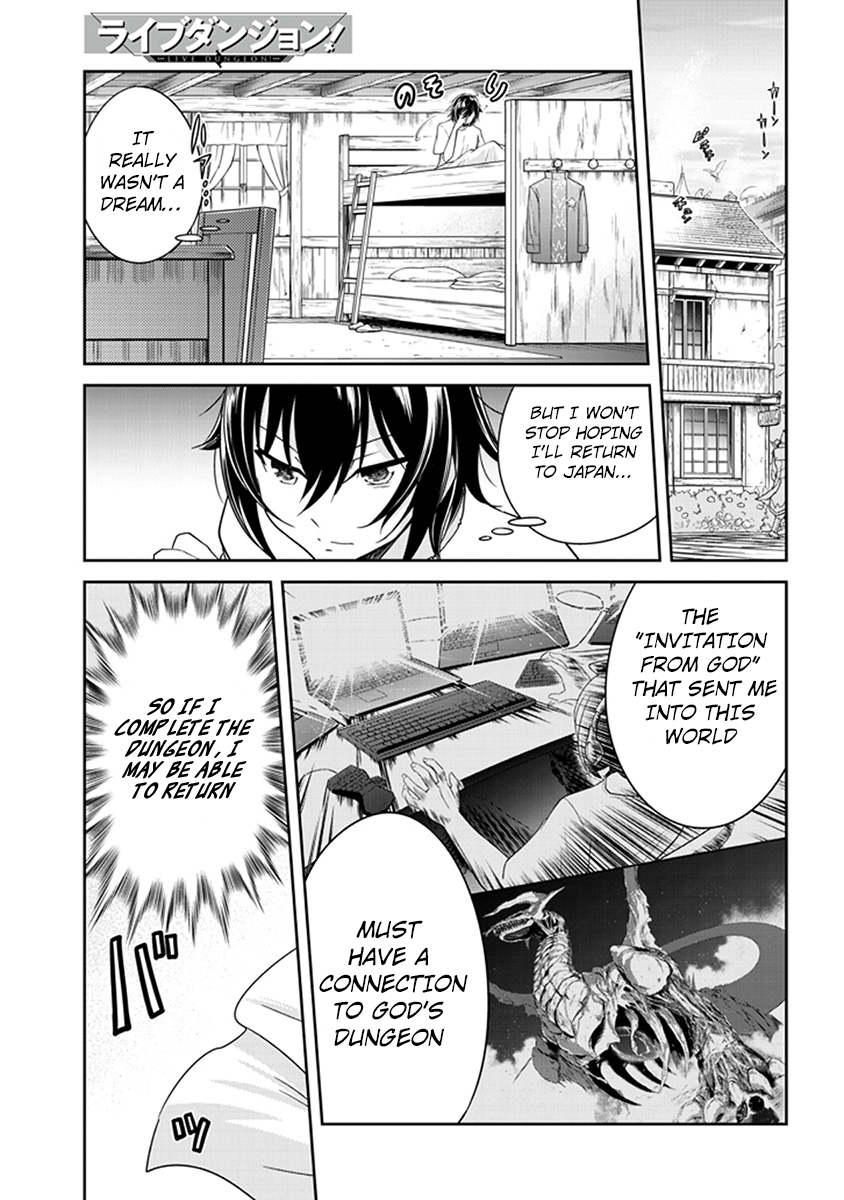 ライブダンジョン!
LIVE DUNGEON!
カーン
カーン
チチ
のそり
IT
REALLY
WASN'T A
DREAM...
BUT I WON'T
STOP HOPING
I'LL RETURN
TO JAPAN...
THE
"INVITATION
FROM GOD"
THAT SENT ME
INTO THIS
WORLD
MUST
HAVE A
CONNECTION
TO GOD'S
DUNGEON
SO IF I
COMPLETE THE
DUNGEON, I
MAY BE ABLE
TO RETURN
バッ